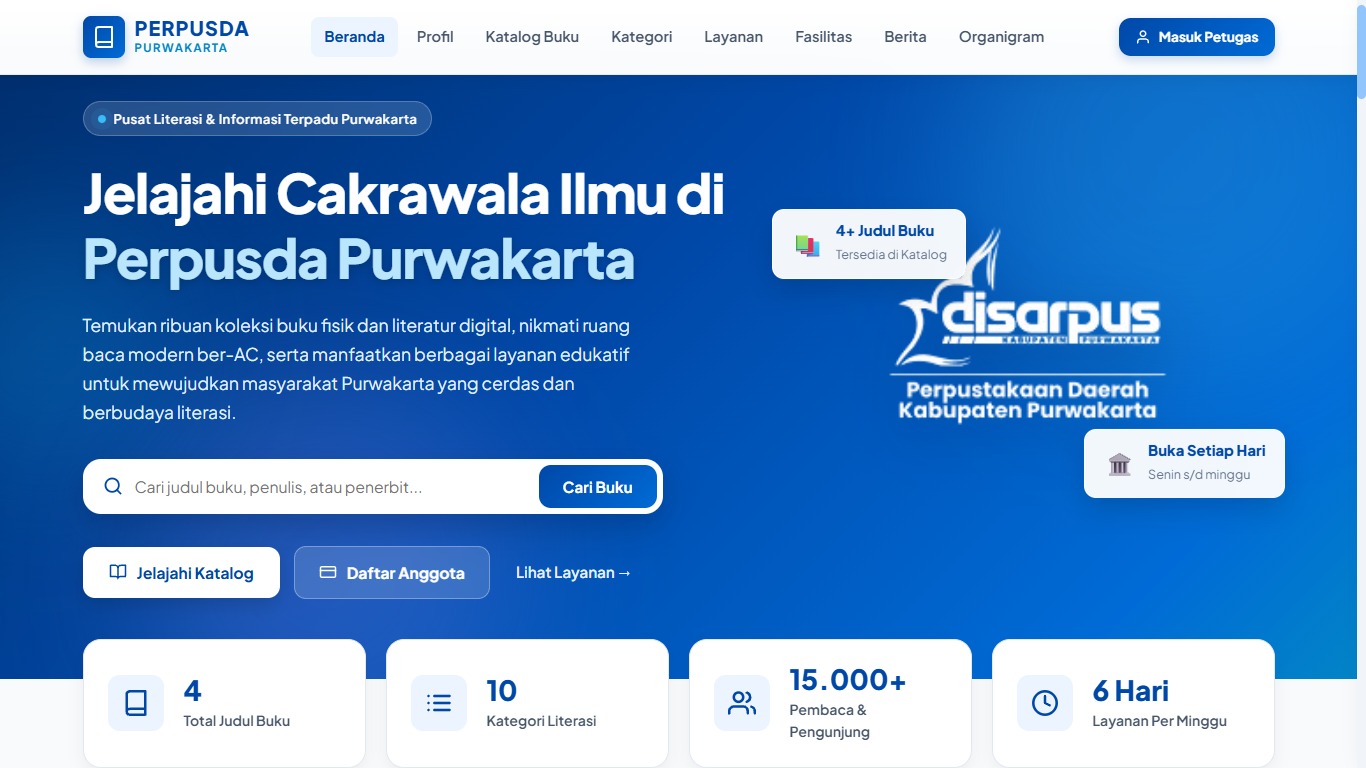 PERPUSDA
PURWAKARTA
Beranda
Profil
Katalog Buku
Kategori
Layanan
Fasilitas
Berita
Organigram
Masuk Petugas
Pusat Literasi & Informasi Terpadu Purwakarta
Jelajahi Cakrawala Ilmu di
Perpusda Purwakarta
Temukan ribuan koleksi buku fisik dan literatur digital, nikmati ruang
baca modern ber-AC, serta manfaatkan berbagai layanan edukatif
untuk mewujudkan masyarakat Purwakarta yang cerdas dan
berbudaya literasi.
Cari judul buku, penulis, atau penerbit...
Cari Buku
Jelajahi Katalog
Daftar Anggota
Lihat Layanan →
4+ Judul Buku
Tersedia di Katalog
disarpus
KABUPATEN PURWAKARTA
Perpustakaan Daerah
Kabupaten Purwakarta
Buka Setiap Hari
Senin s/d minggu
4
Total Judul Buku
10
Kategori Literasi
15.000+
Pembaca &
Pengunjung
6 Hari
Layanan Per Minggu